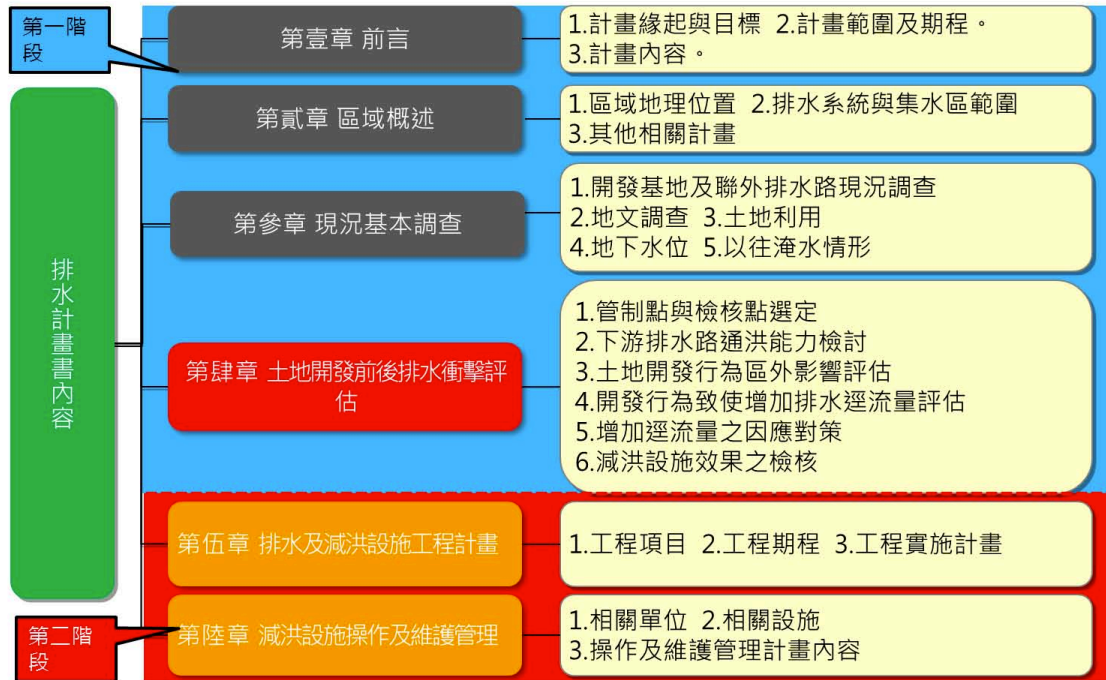 第一階
段
排水計畫書內容
第壹章 前言
1.計畫緣起與目標 2.計畫範圍及期程。
3.計畫內容。
第貳章 區域概述
1.區域地理位置 2.排水系統與集水區範圍
3.其他相關計畫
第參章 現況基本調查
1.開發基地及聯外排水路現況調查
2.地文調查 3.土地利用
4.地下水位 5.以往淹水情形
第肆章 土地開發前後排水衝擊評
估
1.管制點與檢核點選定
2.下游排水路通洪能力檢討
3.土地開發行為區外影響評估
4.開發行為致使增加排水逕流量評估
5.增加逕流量之因應對策
6.減洪設施效果之檢核
第伍章 排水及減洪設施工程計畫
1.工程項目 2.工程期程 3.工程實施計畫
第二階
段
第陸章 減洪設施操作及維護管理
1.相關單位 2.相關設施
3.操作及維護管理計畫內容